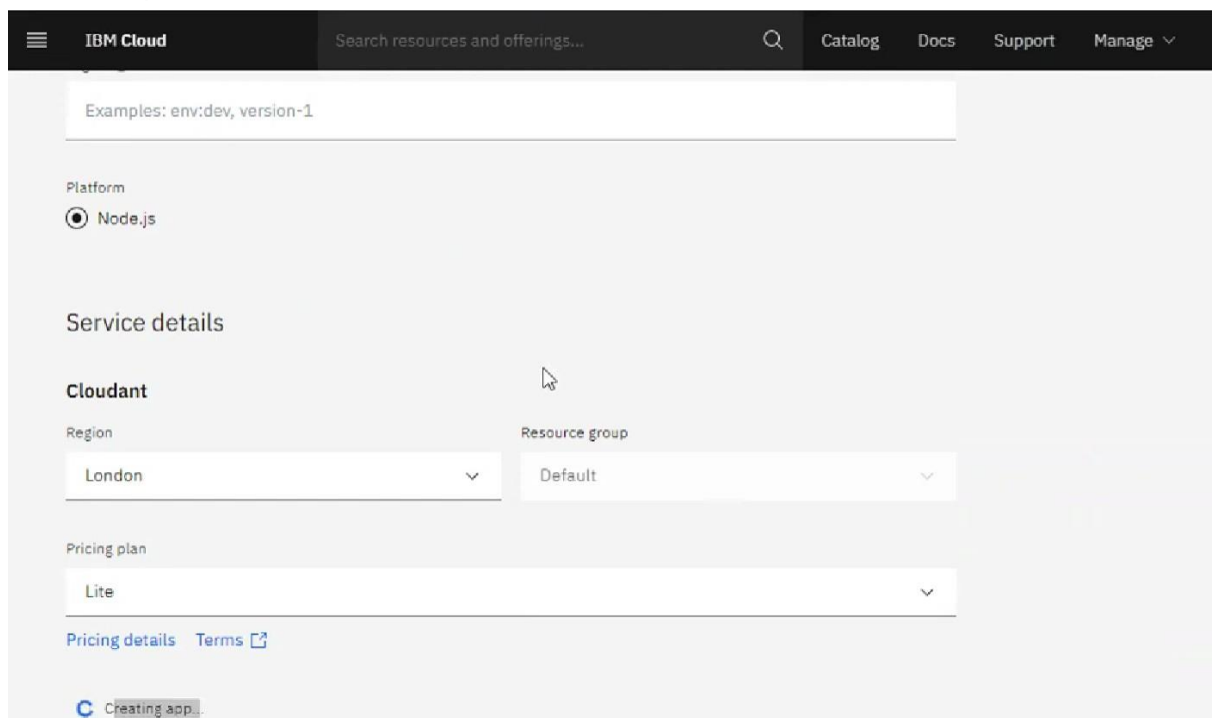 IBM Cloud Search resources and offerings... Catalog Docs Support Manage
Examples: env:dev, version-1
Platform
Node.js
Service details
Cloudant
Region Resource group
London Default
Pricing plan
Lite
Pricing details Terms
Creating app...